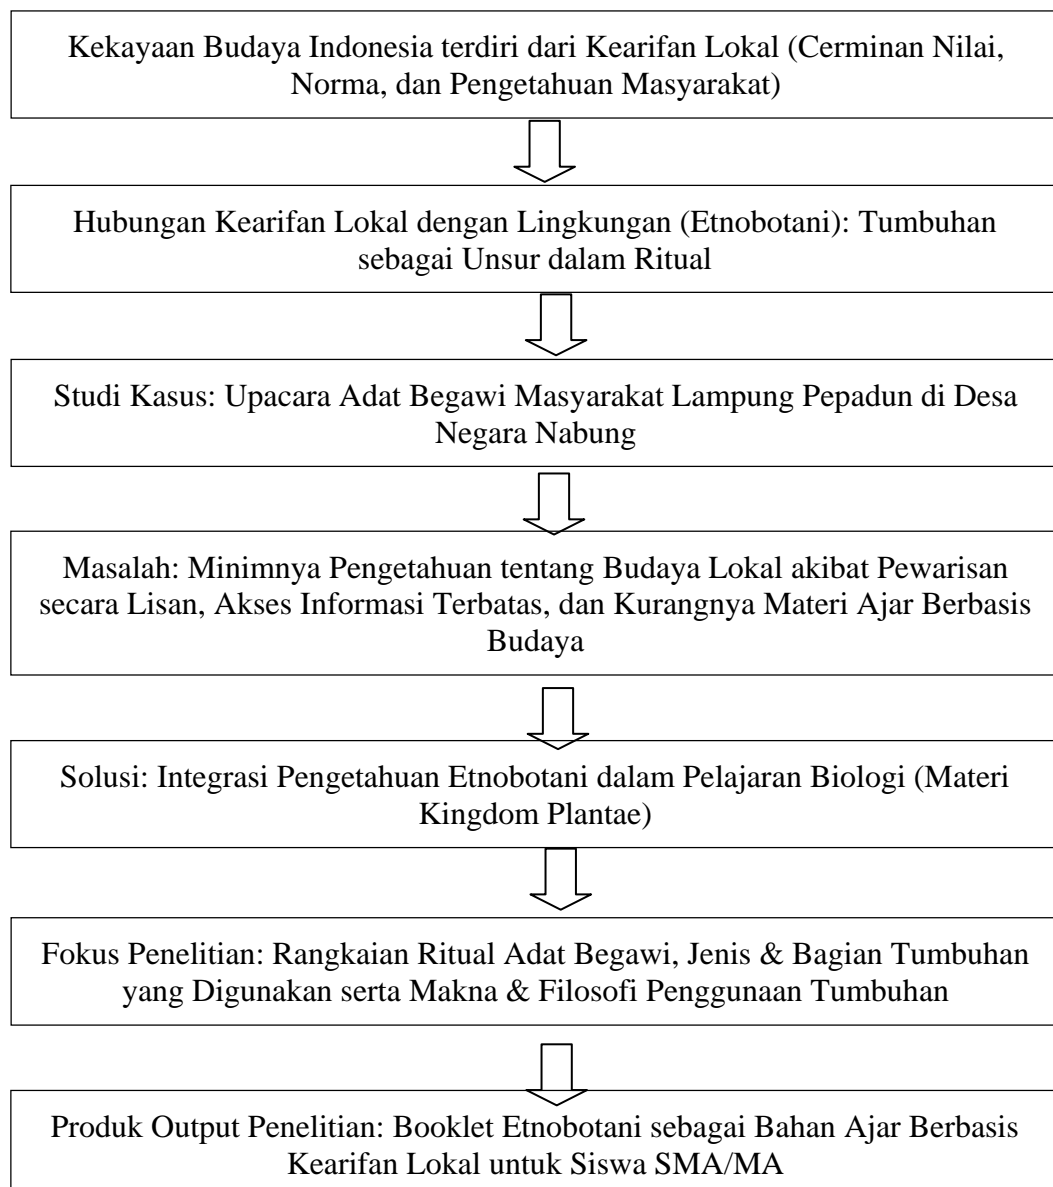 Kekayaan Budaya Indonesia terdiri dari Kearifan Lokal (Cerminan Nilai,
Norma, dan Pengetahuan Masyarakat)
Hubungan Kearifan Lokal dengan Lingkungan (Etnobotani): Tumbuhan
sebagai Unsur dalam Ritual
Studi Kasus: Upacara Adat Begawi Masyarakat Lampung Pepadun di Desa
Negara Nabung
Masalah: Minimnya Pengetahuan tentang Budaya Lokal akibat Pewarisan
secara Lisan, Akses Informasi Terbatas, dan Kurangnya Materi Ajar Berbasis
Budaya
Solusi: Integrasi Pengetahuan Etnobotani dalam Pelajaran Biologi (Materi
Kingdom Plantae)
Fokus Penelitian: Rangkaian Ritual Adat Begawi, Jenis & Bagian Tumbuhan
yang Digunakan serta Makna & Filosofi Penggunaan Tumbuhan
Produk Output Penelitian: Booklet Etnobotani sebagai Bahan Ajar Berbasis
Kearifan Lokal untuk Siswa SMA/MA